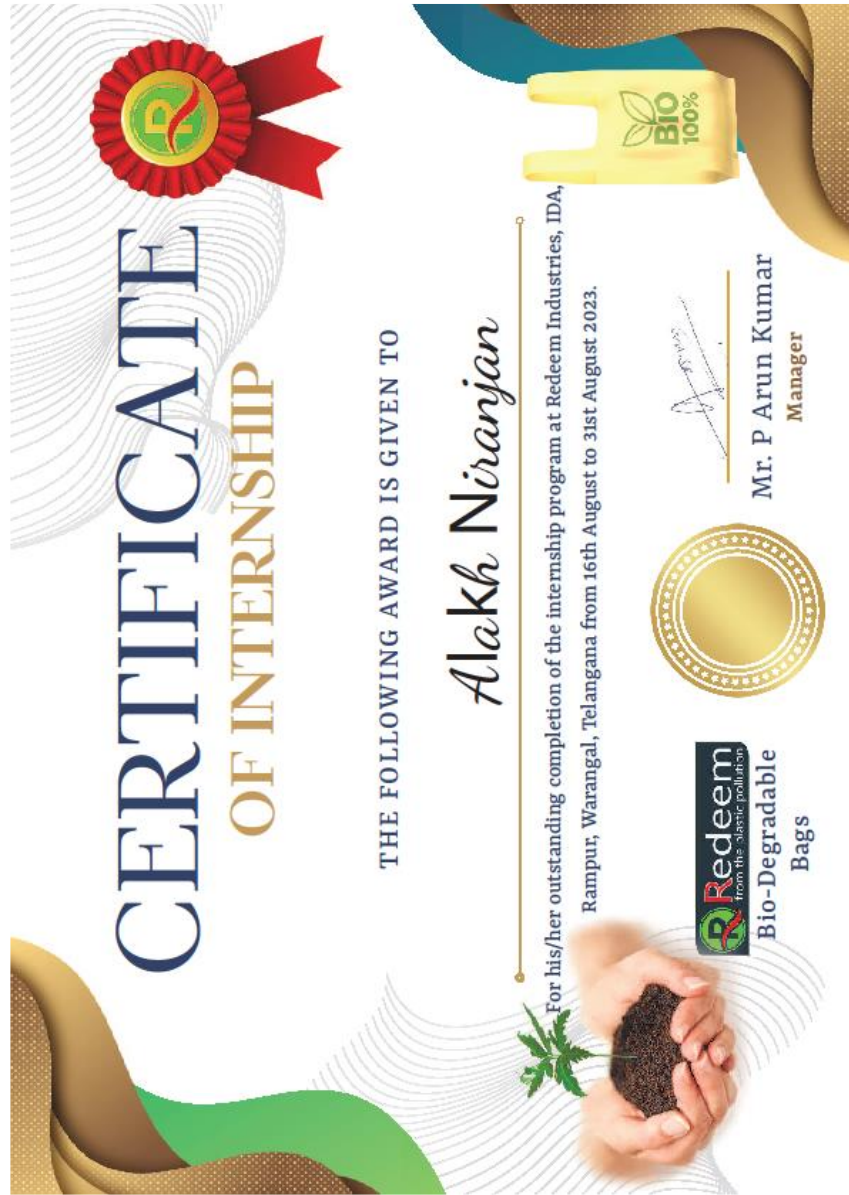 CERTIFICATE
OF INTERNSHIP
THE FOLLOWING AWARD IS GIVEN TO
Alakh Niranjan
For his/her outstanding completion of the internship program at Redeem Industries, IDA,
Rampur, Warangal, Telangana from 16th August to 31st August 2023.
R
BIO
100%
R Redeem
from the plastic pollution
Bio-Degradable
Bags
Mr. P Arun Kumar
Manager